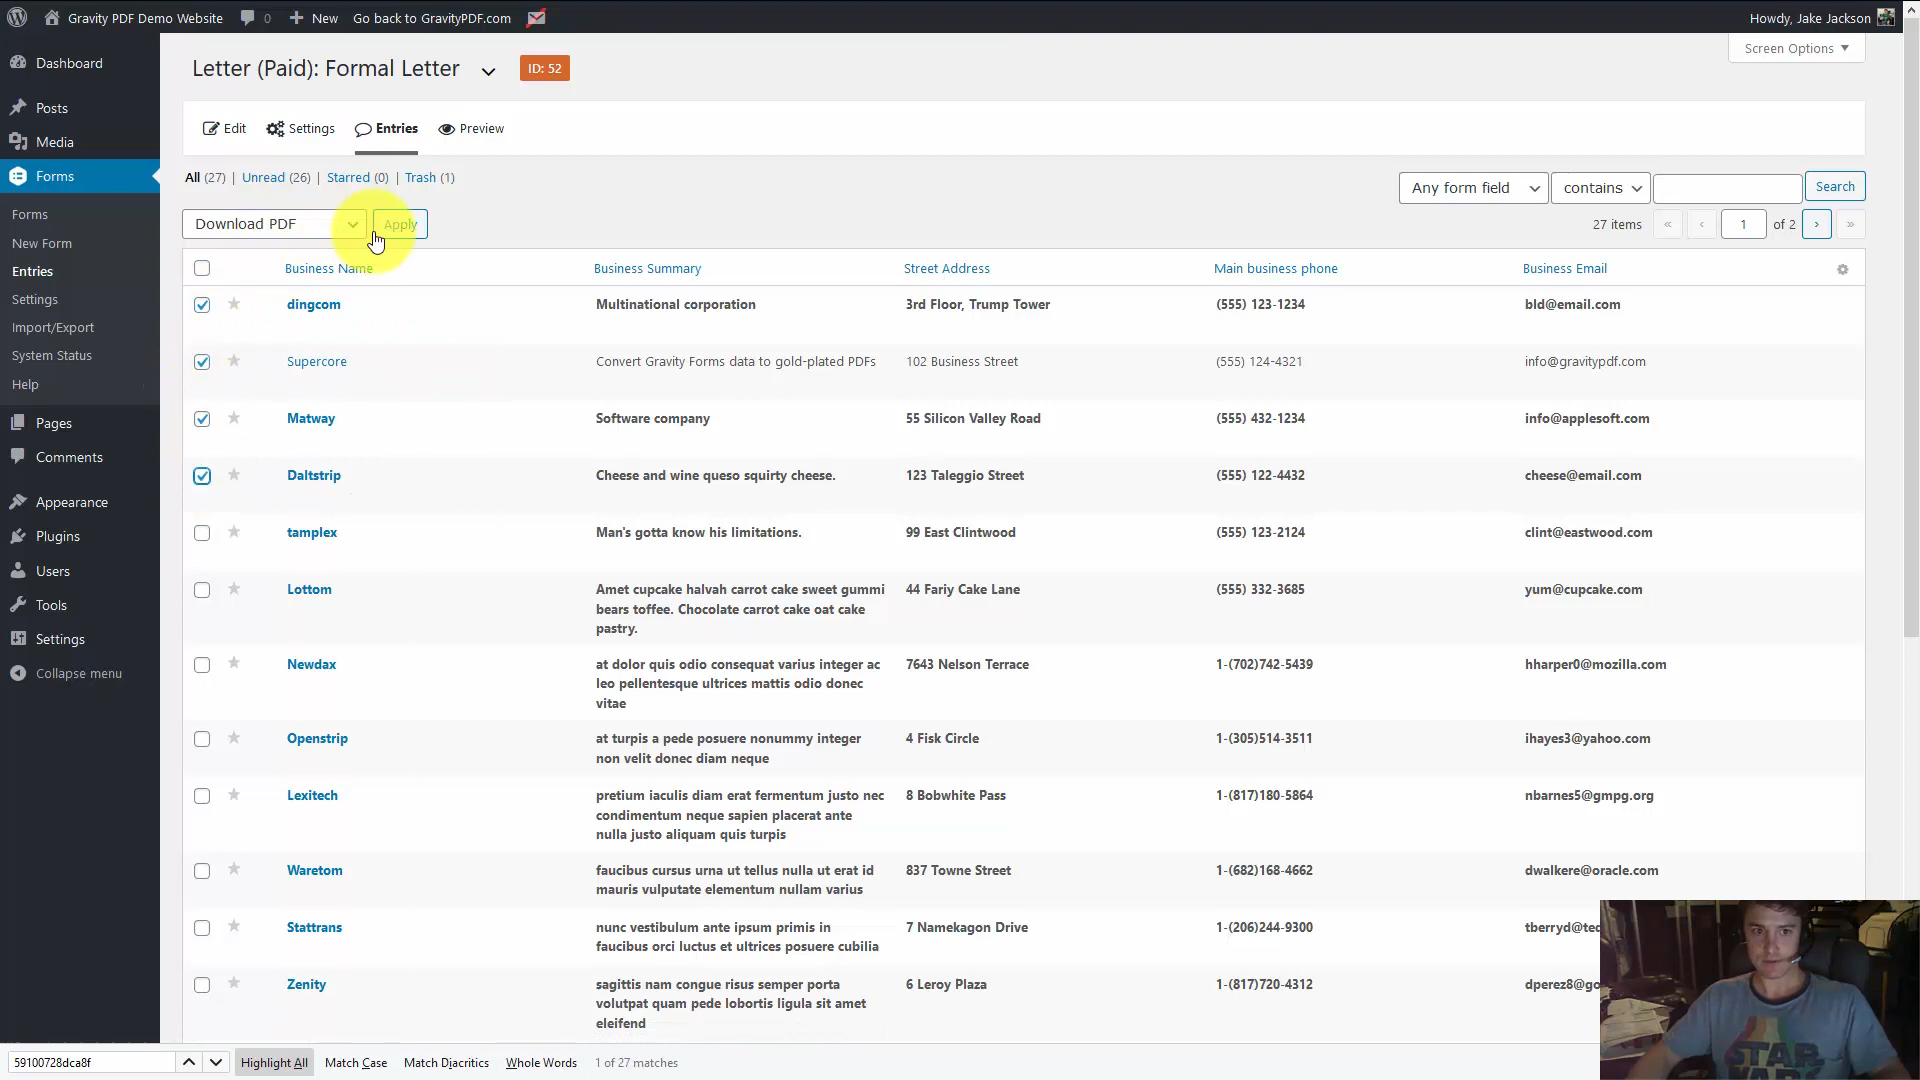 Gravity PDF Demo Website 0 New Go back to GravityPDF.com Howdy, Jake Jackson
Screen Options
Dashboard
Posts
Media
Forms
Forms
New Form
Entries
Settings
Import/Export
System Status
Help
Pages
Comments
Appearance
Plugins
Users
Tools
Settings
Collapse menu
Letter (Paid): Formal Letter ID: 52
Edit Settings Entries Preview
All (27) | Unread (26) | Starred (0) | Trash (1)
Any form field contains Search
Download PDF Apply
27 items « ‹ 1 of 2 › »
Business Name Business Summary Street Address Main business phone Business Email
dingcom Multinational corporation 3rd Floor, Trump Tower (555) 123-1234 bld@email.com
Supercore Convert Gravity Forms data to gold-plated PDFs 102 Business Street (555) 124-4321 info@gravitypdf.com
Matway Software company 55 Silicon Valley Road (555) 432-1234 info@applesoft.com
Daltstrip Cheese and wine queso squirty cheese. 123 Taleggio Street (555) 122-4432 cheese@email.com
tamplex Man's gotta know his limitations. 99 East Clintwood (555) 123-2124 clint@eastwood.com
Lottom Amet cupcake halvah carrot cake sweet gummi 44 Fariy Cake Lane (555) 332-3685 yum@cupcake.com
bears toffee. Chocolate carrot cake oat cake
pastry.
Newdax at dolor quis odio consequat varius integer ac 7643 Nelson Terrace 1-(702)742-5439 hharper0@mozilla.com
leo pellentesque ultrices mattis odio donec
vitae
Openstrip at turpis a pede posuere nonummy integer 4 Fisk Circle 1-(305)514-3511 ihayes3@yahoo.com
non velit donec diam neque
Lexitech pretium iaculis diam erat fermentum justo nec 8 Bobwhite Pass 1-(817)180-5864 nbarnes5@gmpg.org
condimentum neque sapien placerat ante
nulla justo aliquam quis turpis
Waretom faucibus cursus urna ut tellus nulla ut erat id 837 Towne Street 1-(682)168-4662 dwalkere@oracle.com
mauris vulputate elementum nullam varius
Stattrans nunc vestibulum ante ipsum primis in 7 Namekagon Drive 1-(206)244-9300 tberryd@ted
faucibus orci luctus et ultrices posuere cubilia
Zenity sagittis nam congue risus semper porta 6 Leroy Plaza 1-(817)720-4312 dperez8@go
volutpat quam pede lobortis ligula sit amet
eleifend
59100728dca8f Highlight All Match Case Match Diacritics Whole Words 1 of 27 matches
STAR